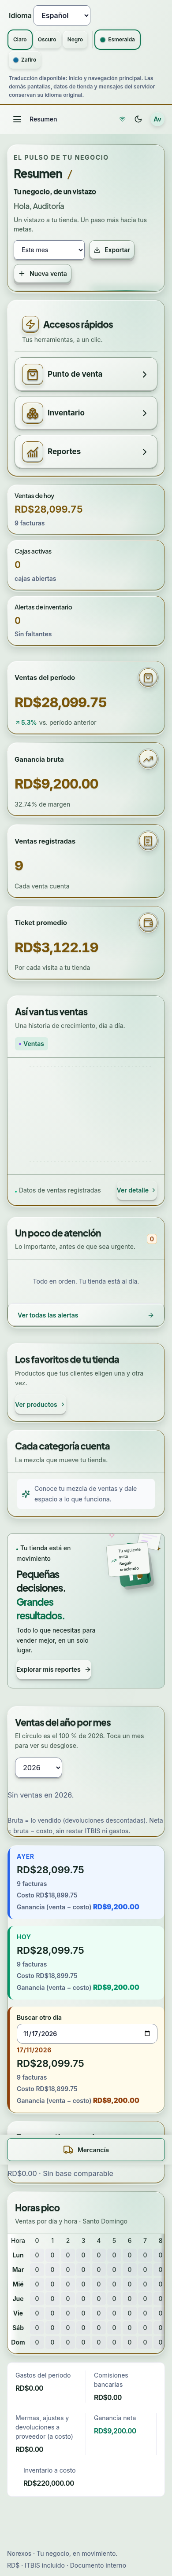 Idioma Español
Claro Oscuro Negro Esmeralda
Zafiro
Traducción disponible: Inicio y navegación principal. Las
demás pantallas, datos de tienda y mensajes del servidor
conservan su idioma original.
Resumen Av
EL PULSO DE TU NEGOCIO
Resumen /
Tu negocio, de un vistazo
Hola, Auditoría
Un vistazo a tu tienda. Un paso más hacia tus
metas.
Este mes Exportar
+ Nueva venta
Accesos rápidos
Tus herramientas, a un clic.
Punto de venta
Inventario
Reportes
Ventas de hoy
RD$28,099.75
9 facturas
Cajas activas
0
cajas abiertas
Alertas de inventario
0
Sin faltantes
Ventas del período
RD$28,099.75
5.3% vs. período anterior
Ganancia bruta
RD$9,200.00
32.74% de margen
Ventas registradas
9
Cada venta cuenta
Ticket promedio
RD$3,122.19
Por cada visita a tu tienda
Así van tus ventas
Una historia de crecimiento, día a día.
• Ventas
Datos de ventas registradas Ver detalle
Un poco de atención 0
Lo importante, antes de que sea urgente.
Todo en orden. Tu tienda está al día.
Ver todas las alertas
Los favoritos de tu tienda
Productos que tus clientes eligen una y otra
vez.
Ver productos
Cada categoría cuenta
La mezcla que mueve tu tienda.
Conoce tu mezcla de ventas y dale
espacio a lo que funciona.
Tu tienda está en
movimiento
Tu siguiente
meta
Seguir
creciendo
Pequeñas
decisiones.
Grandes
resultados.
Todo lo que necesitas para
vender mejor, en un solo
lugar.
Explorar mis reportes
Ventas del año por mes
El círculo es el 100 % de 2026. Toca un mes
para ver su desglose.
2026
Sin ventas en 2026.
Bruta = lo vendido (devoluciones descontadas). Neta
= bruta − costo, sin restar ITBIS ni gastos.
AYER
RD$28,099.75
9 facturas
Costo RD$18,899.75
Ganancia (venta − costo) RD$9,200.00
HOY
RD$28,099.75
9 facturas
Costo RD$18,899.75
Ganancia (venta − costo) RD$9,200.00
Buscar otro día
11/17/2026
17/11/2026
RD$28,099.75
9 facturas
Costo RD$18,899.75
Ganancia (venta − costo) RD$9,200.00
Mercancía
RD$0.00 · Sin base comparable
Horas pico
Ventas por día y hora · Santo Domingo
Hora 0 1 2 3 4 5 6 7 8
Lun 0 0 0 0 0 0 0 0 0
Mar 0 0 0 0 0 0 0 0 0
Mié 0 0 0 0 0 0 0 0 0
Jue 0 0 0 0 0 0 0 0 0
Vie 0 0 0 0 0 0 0 0 0
Sáb 0 0 0 0 0 0 0 0 0
Dom 0 0 0 0 0 0 0 0 0
Gastos del período
RD$0.00
Comisiones
bancarias
RD$0.00
Mermas, ajustes y
devoluciones a
proveedor (a costo)
RD$0.00
Ganancia neta
RD$9,200.00
Inventario a costo
RD$220,000.00
Norexos · Tu negocio, en movimiento.
RD$ · ITBIS incluido · Documento interno